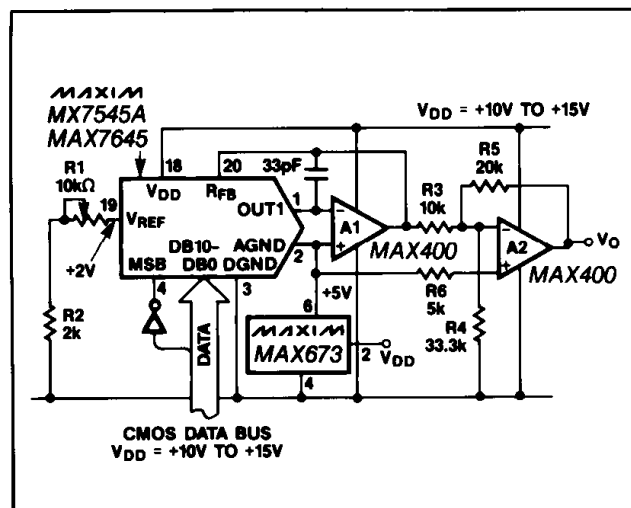 MAXIM
MX7545A
MAX7645
VDD = +10V TO +15V
R1
10kΩ
18
20
33pF
R5
20k
19
VDD
RFB
OUT1
1
R3
10k
VREF
A1
A2
VO
+2V
DB10-
DB0
AGND
DGND
2
MAX400
MAX400
MSB
4
3
+5V
R6
5k
R2
2k
DATA
6
MAXIM
MAX673
2
VDD
R4
33.3k
4
CMOS DATA BUS
VDD = +10V TO +15V